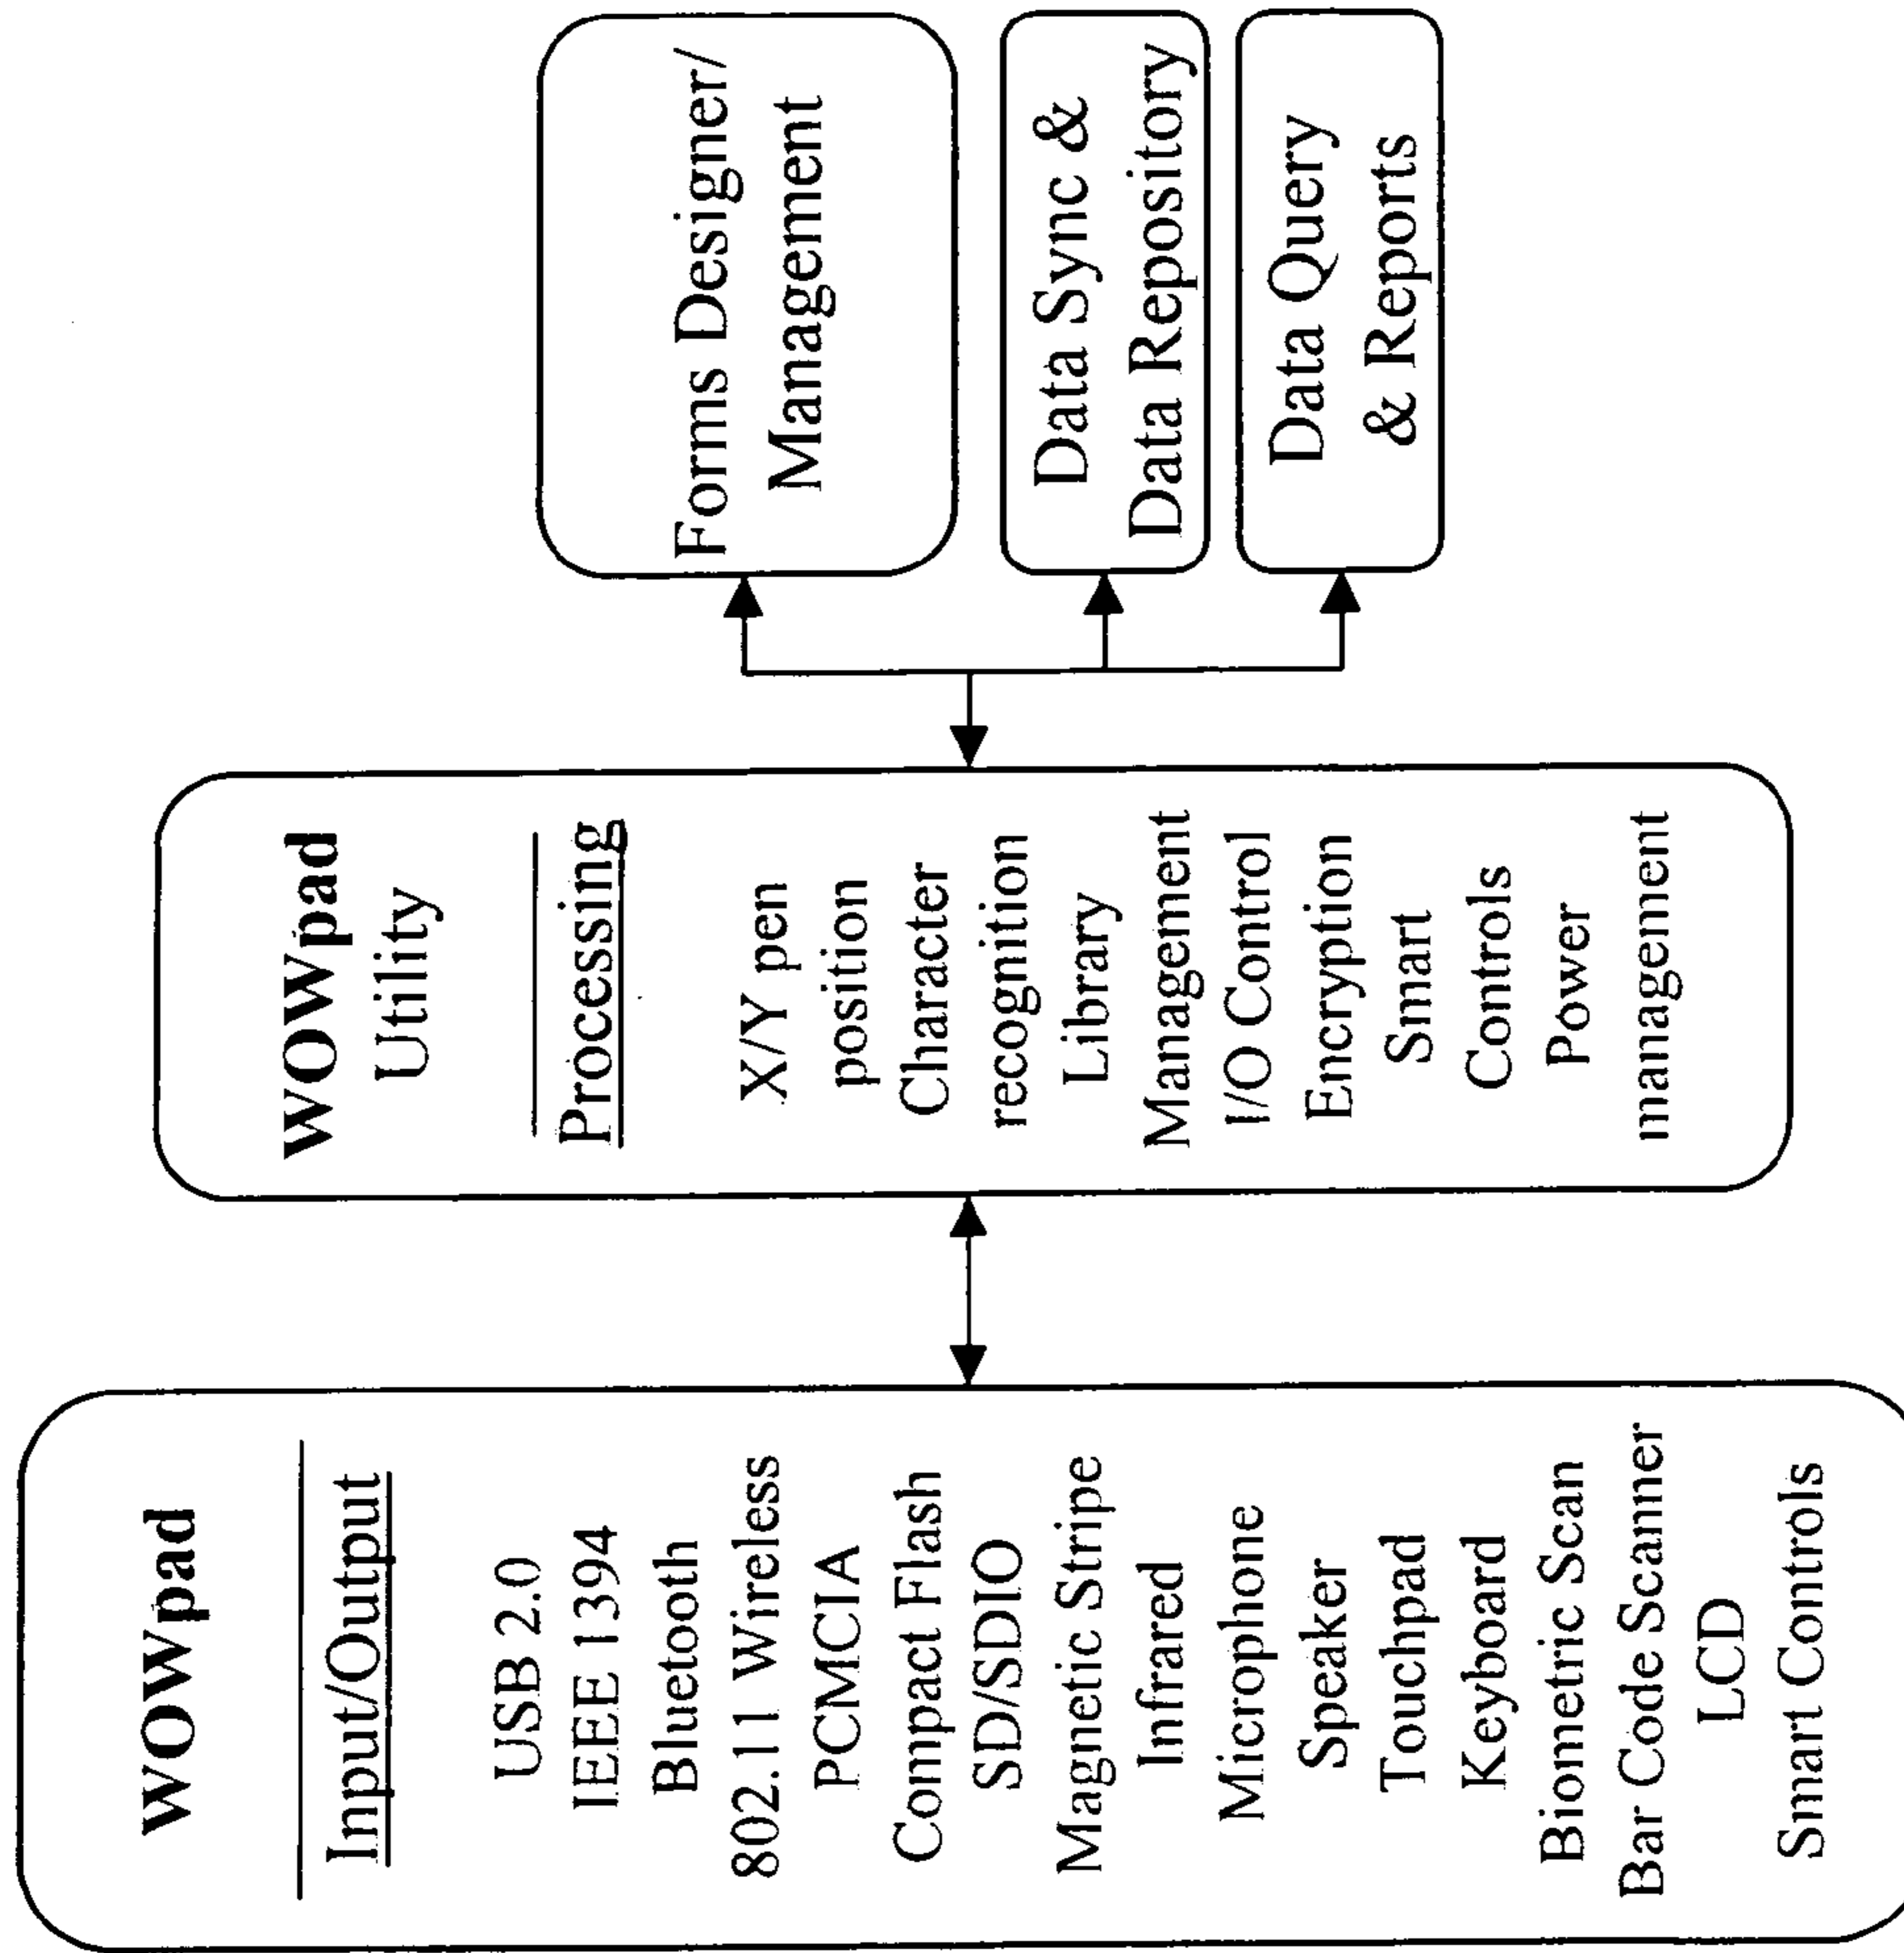 WOWpad
Input/Output
USB 2.0
IEEE 1394
Bluetooth
802.11 Wireless
PCMCIA
Compact Flash
SD/SDIO
Magnetic Stripe
Infrared
Microphone
Speaker
Touchpad
Keyboard
Biometric Scan
Bar Code Scanner
LCD
Smart Controls
WOWpad
Utility
Processing
X/Y pen
position
Character
recognition
Library
Management
I/O Control
Encryption
Smart
Controls
Power
management
Forms Designer/
Management
Data Sync &
Data Repository
Data Query
& Reports